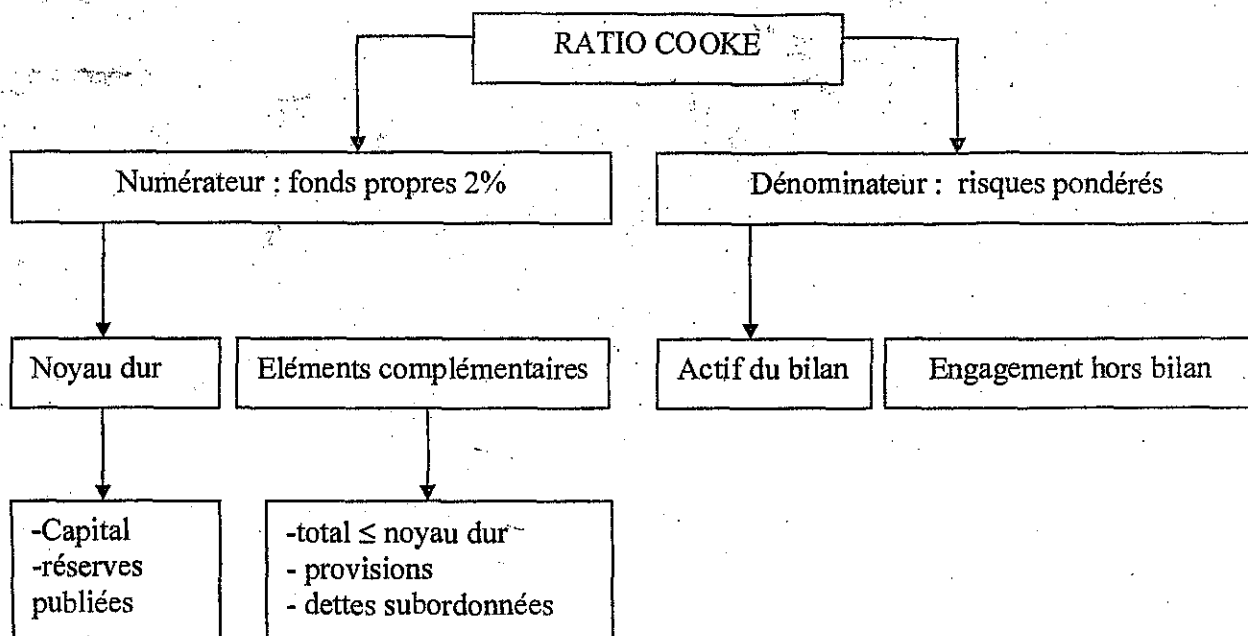 RATIO COOKE
Numérateur : fonds propres 2%
Dénominateur : risques pondérés
Noyau dur
Eléments complémentaires
Actif du bilan
Engagement hors bilan
-Capital
-réserves
publiées
-total ≤ noyau dur
- provisions
- dettes subordonnées